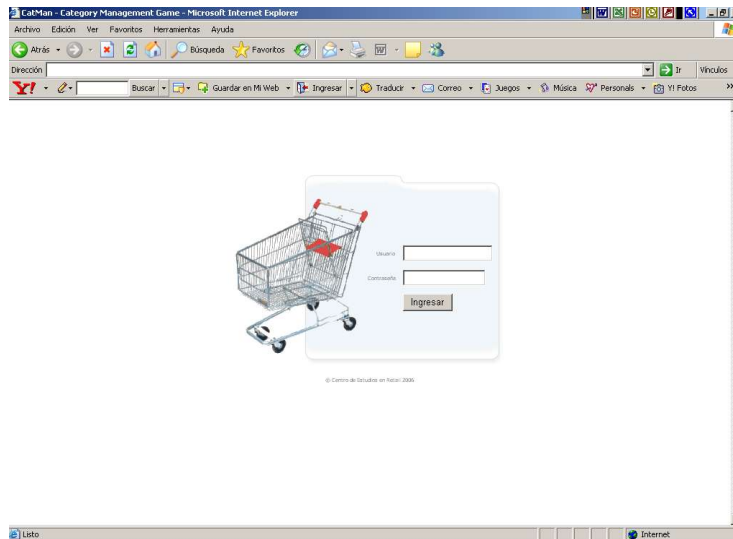 CatMan - Category Management Game - Microsoft Internet Explorer
Archivo Edición Ver Favoritos Herramientas Ayuda
Atrás Búsqueda Favoritos
Dirección Ir Vínculos
Y! Buscar Guardar en Mi Web Ingresar Traducir Correo Juegos Música Personals Y! Fotos »
Usuario
Contraseña
Ingresar
© Centro de Estudios en Retail 2006
Listo Internet